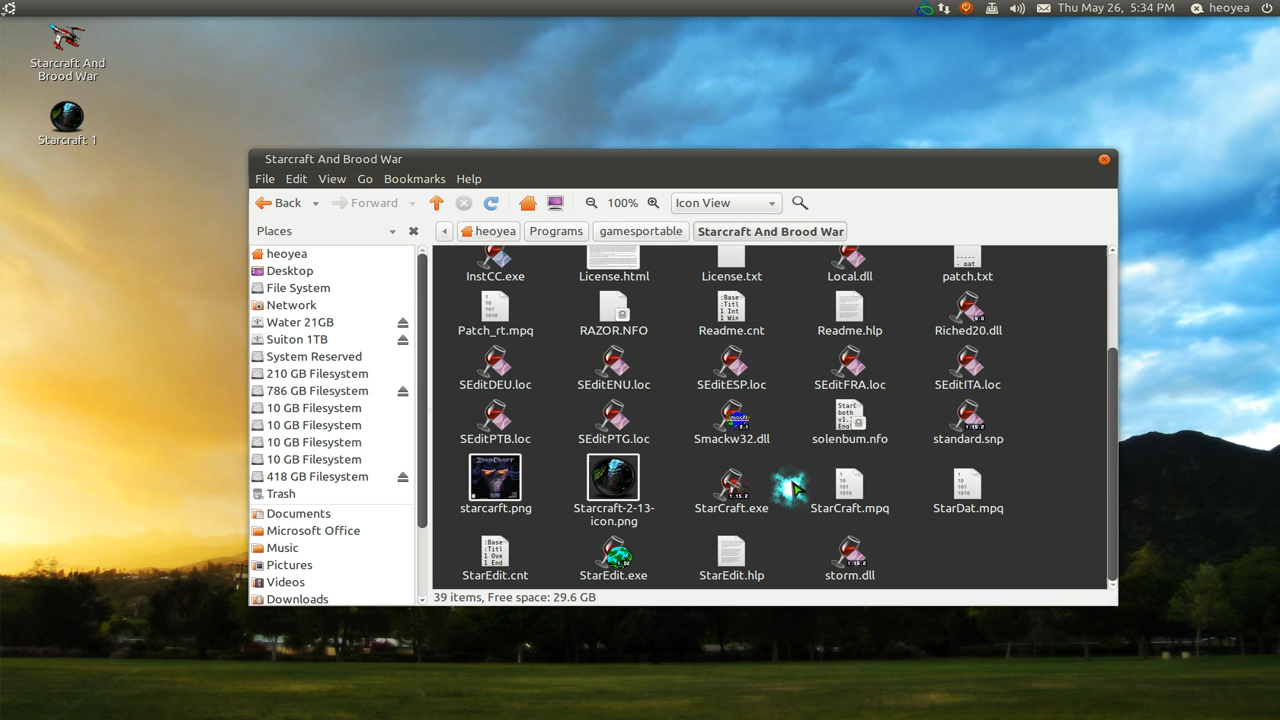 Thu May 26, 5:34 PM
heoyea
Starcraft And
Brood War
Starcraft 1
Starcraft And Brood War
File Edit View Go Bookmarks Help
Back Forward 100% Icon View
Places
heoyea Programs gamesportable Starcraft And Brood War
heoyea
Desktop
File System
Network
Water 21GB
Suiton 1TB
System Reserved
210 GB Filesystem
786 GB Filesystem
10 GB Filesystem
10 GB Filesystem
10 GB Filesystem
10 GB Filesystem
418 GB Filesystem
Trash
Documents
Microsoft Office
Music
Pictures
Videos
Downloads
InstCC.exe License.html License.txt Local.dll patch.txt
Patch_rt.mpq RAZOR.NFO Readme.cnt Readme.hlp Riched20.dll
SEditDEU.loc SEditENU.loc SEditESP.loc SEditFRA.loc SEditITA.loc
SEditPTB.loc SEditPTG.loc Smackw32.dll solenbum.nfo standard.snp
starcarft.png Starcraft-2-13-
icon.png StarCraft.exe StarCraft.mpq StarDat.mpq
StarEdit.cnt StarEdit.exe StarEdit.hlp storm.dll
39 items, Free space: 29.6 GB